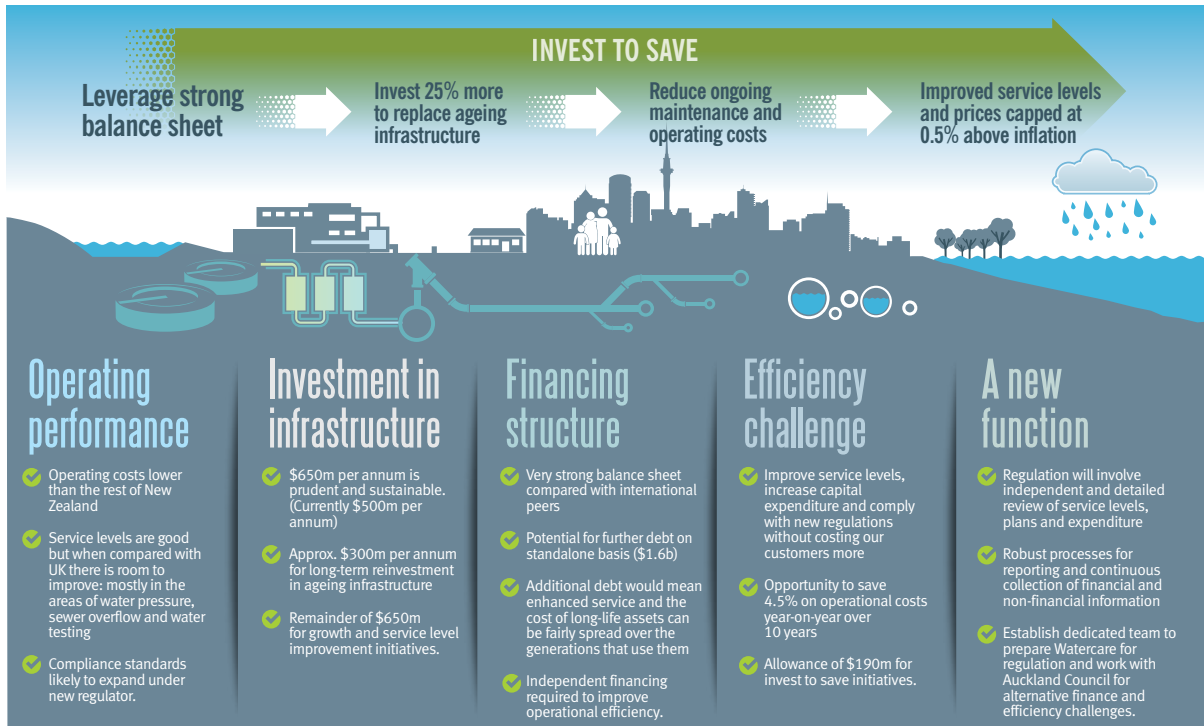 INVEST TO SAVE
Leverage strong
balance sheet
Invest 25% more
to replace ageing
infrastructure
Reduce ongoing
maintenance and
operating costs
Improved service levels
and prices capped at
0.5% above inflation
Operating
performance
Operating costs lower
than the rest of New
Zealand
Service levels are good
but when compared with
UK there is room to
improve: mostly in the
areas of water pressure,
sewer overflow and water
testing
Compliance standards
likely to expand under
new regulator.
Investment in
infrastructure
$650m per annum is
prudent and sustainable.
(Currently $500m per
annum)
Approx. $300m per annum
for long-term reinvestment
in ageing infrastructure
Remainder of $650m
for growth and service level
improvement initiatives.
Financing
structure
Very strong balance sheet
compared with international
peers
Potential for further debt on
standalone basis ($1.6b)
Additional debt would mean
enhanced service and the
cost of long-life assets can
be fairly spread over the
generations that use them
Independent financing
required to improve
operational efficiency.
Efficiency
challenge
Improve service levels,
increase capital
expenditure and comply
with new regulations
without costing our
customers more
Opportunity to save
4.5% on operational costs
year-on-year over
10 years
Allowance of $190m for
invest to save initiatives.
A new
function
Regulation will involve
independent and detailed
review of service levels,
plans and expenditure
Robust processes for
reporting and continuous
collection of financial and
non-financial information
Establish dedicated team to
prepare Watercare for
regulation and work with
Auckland Council for
alternative finance and
efficiency challenges.